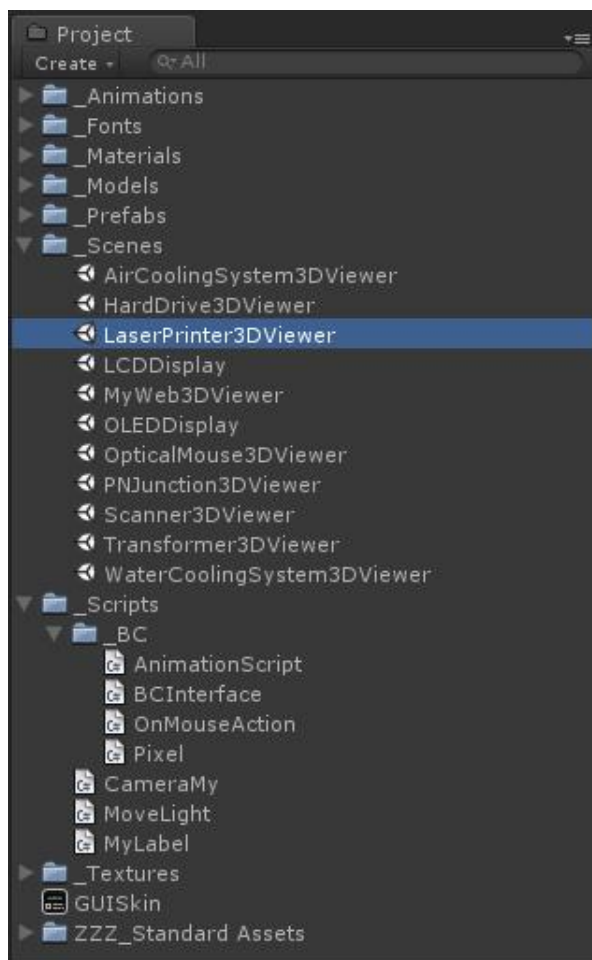 Project
Create
All
_Animations
_Fonts
_Materials
_Models
_Prefabs
_Scenes
AirCoolingSystem3DViewer
HardDrive3DViewer
LaserPrinter3DViewer
LCDDisplay
MyWeb3DViewer
OLEDDisplay
OpticalMouse3DViewer
PNJunction3DViewer
Scanner3DViewer
Transformer3DViewer
WaterCoolingSystem3DViewer
_Scripts
_BC
C# AnimationScript
C# BCInterface
C# OnMouseAction
C# Pixel
C# CameraMy
C# MoveLight
C# MyLabel
_Textures
GUISkin
ZZZ_Standard Assets